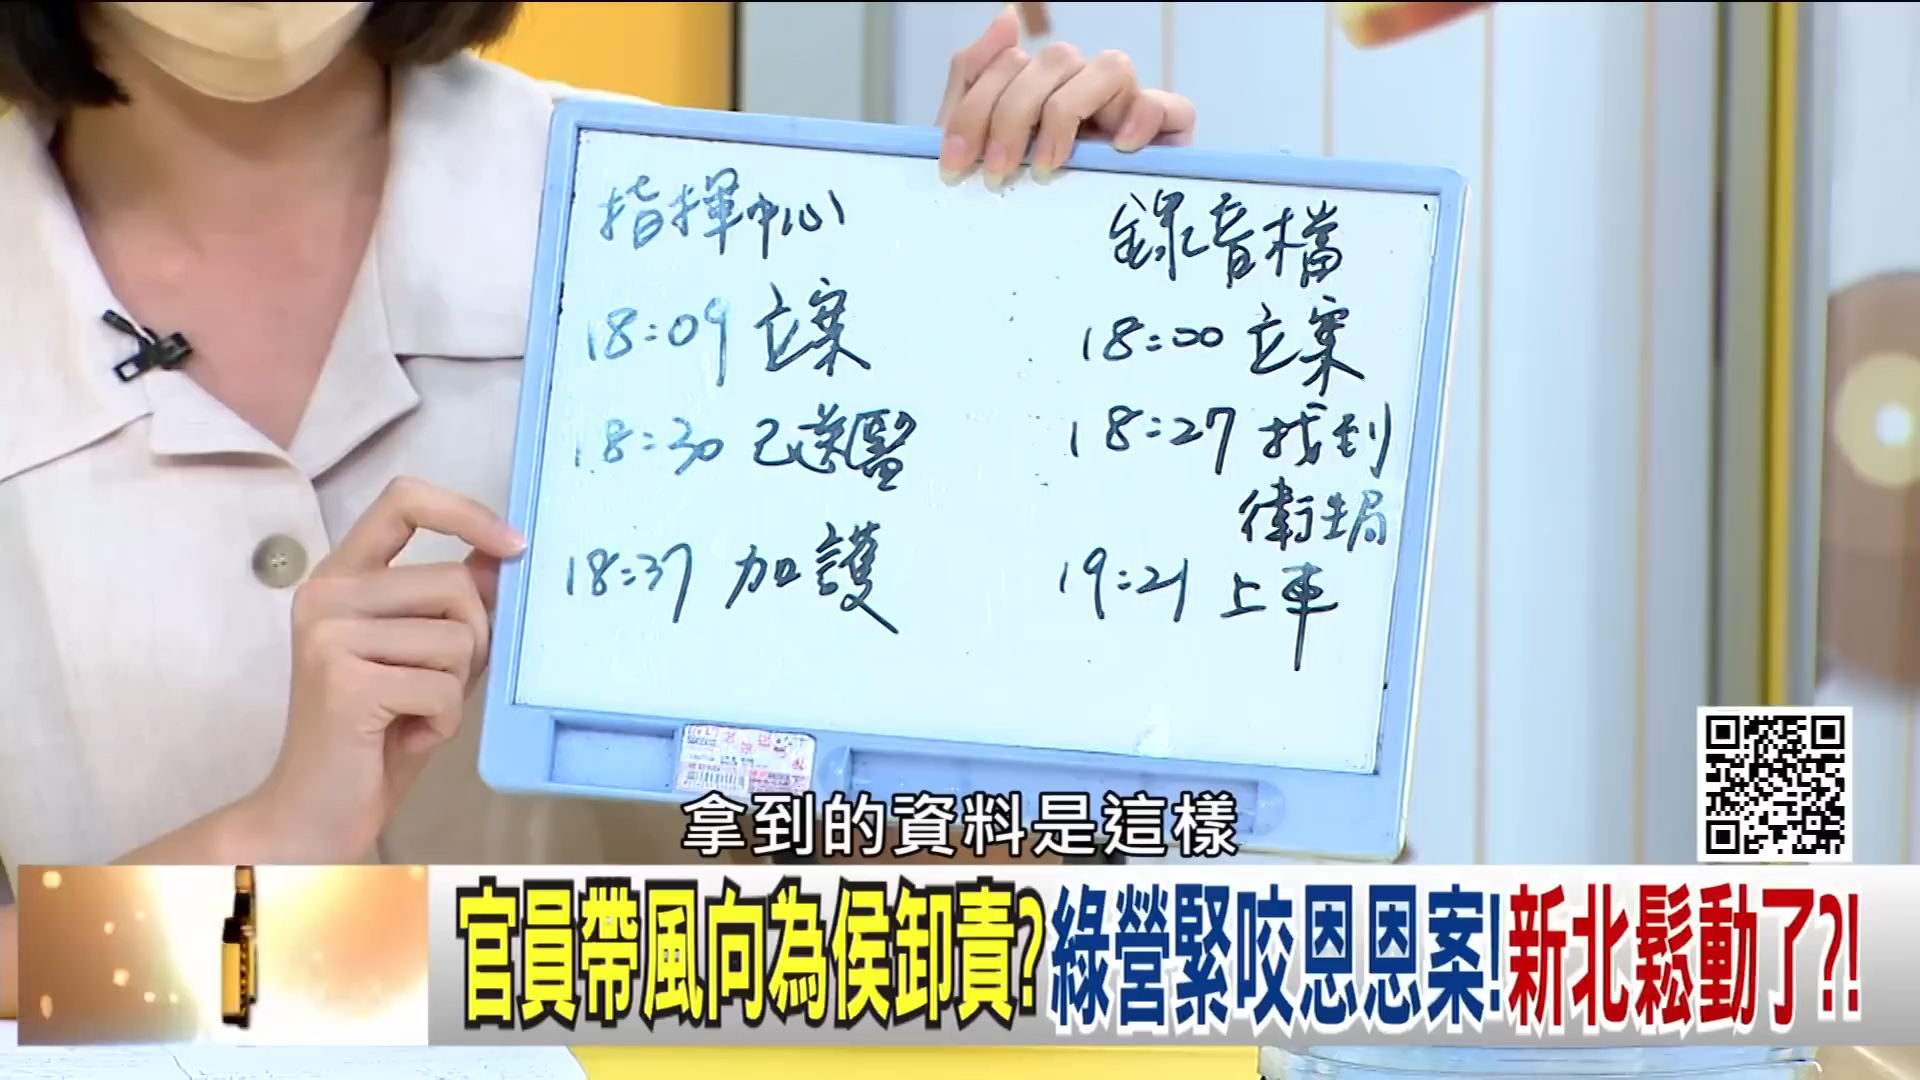 指揮中心
18:09 立案
18:30 已送醫
18:37 加護
錄音檔
18:00 立案
18:27 找到
衛生局
19:21 上車
拿到的資料是這樣
官員帶風向為侯卸責?綠營緊咬恩恩案!新北鬆動了?!